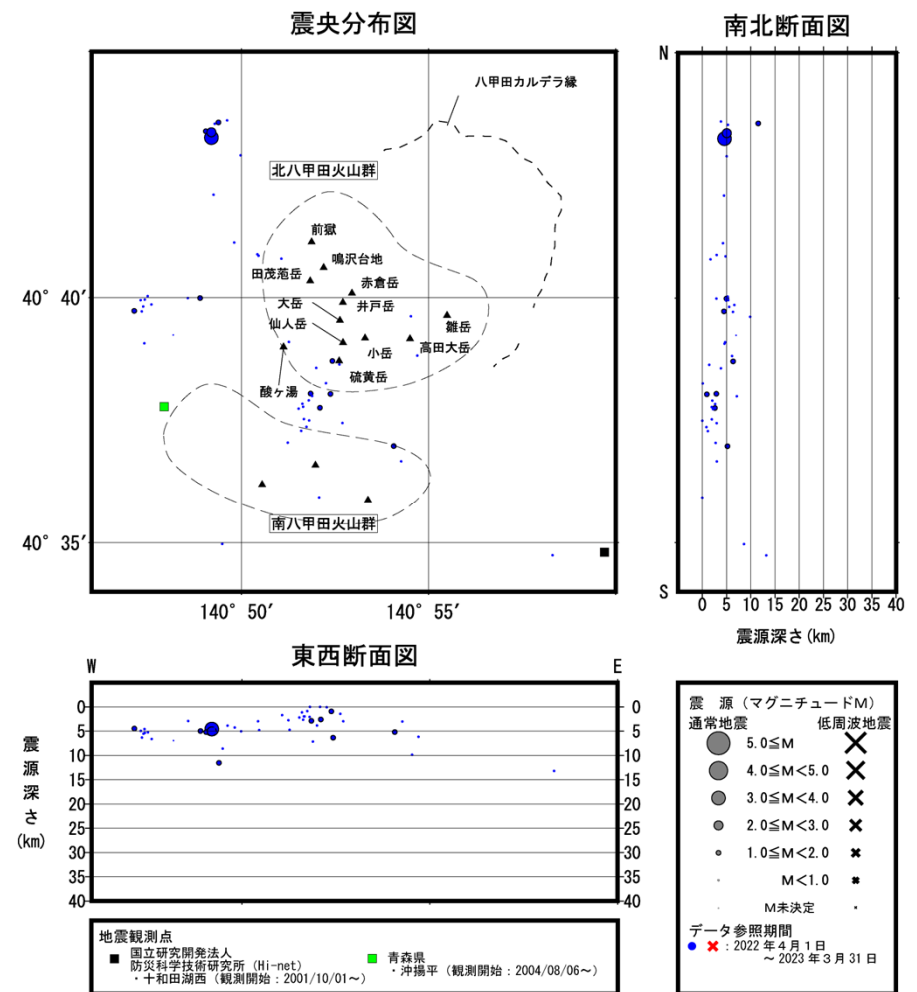 震央分布図
八甲田カルデラ縁
北八甲田火山群
前嶽
鳴沢台地
田茂萢岳
赤倉岳
大岳
井戸岳
仙人岳
雛岳
小岳
高田大岳
硫黄岳
酸ヶ湯
南八甲田火山群
40° 40′
40° 35′
140° 50′
140° 55′
南北断面図
N
S
0 5 10 15 20 25 30 35 40
震源深さ(km)
東西断面図
W
E
0
5
10
15
20
25
30
35
40
震源深さ
(km)
0
5
10
15
20
25
30
35
40
地震観測点
国立研究開発法人
防災科学技術研究所 (Hi-net)
・十和田湖西 (観測開始:2001/10/01~)
青森県
・沖揚平 (観測開始:2004/08/06~)
震 源 (マグニチュードM)
通常地震 低周波地震
5.0≦M
4.0≦M<5.0
3.0≦M<4.0
2.0≦M<3.0
1.0≦M<2.0
M<1.0
M未決定
データ参照期間
:2022年4月1日
~2023年3月31日